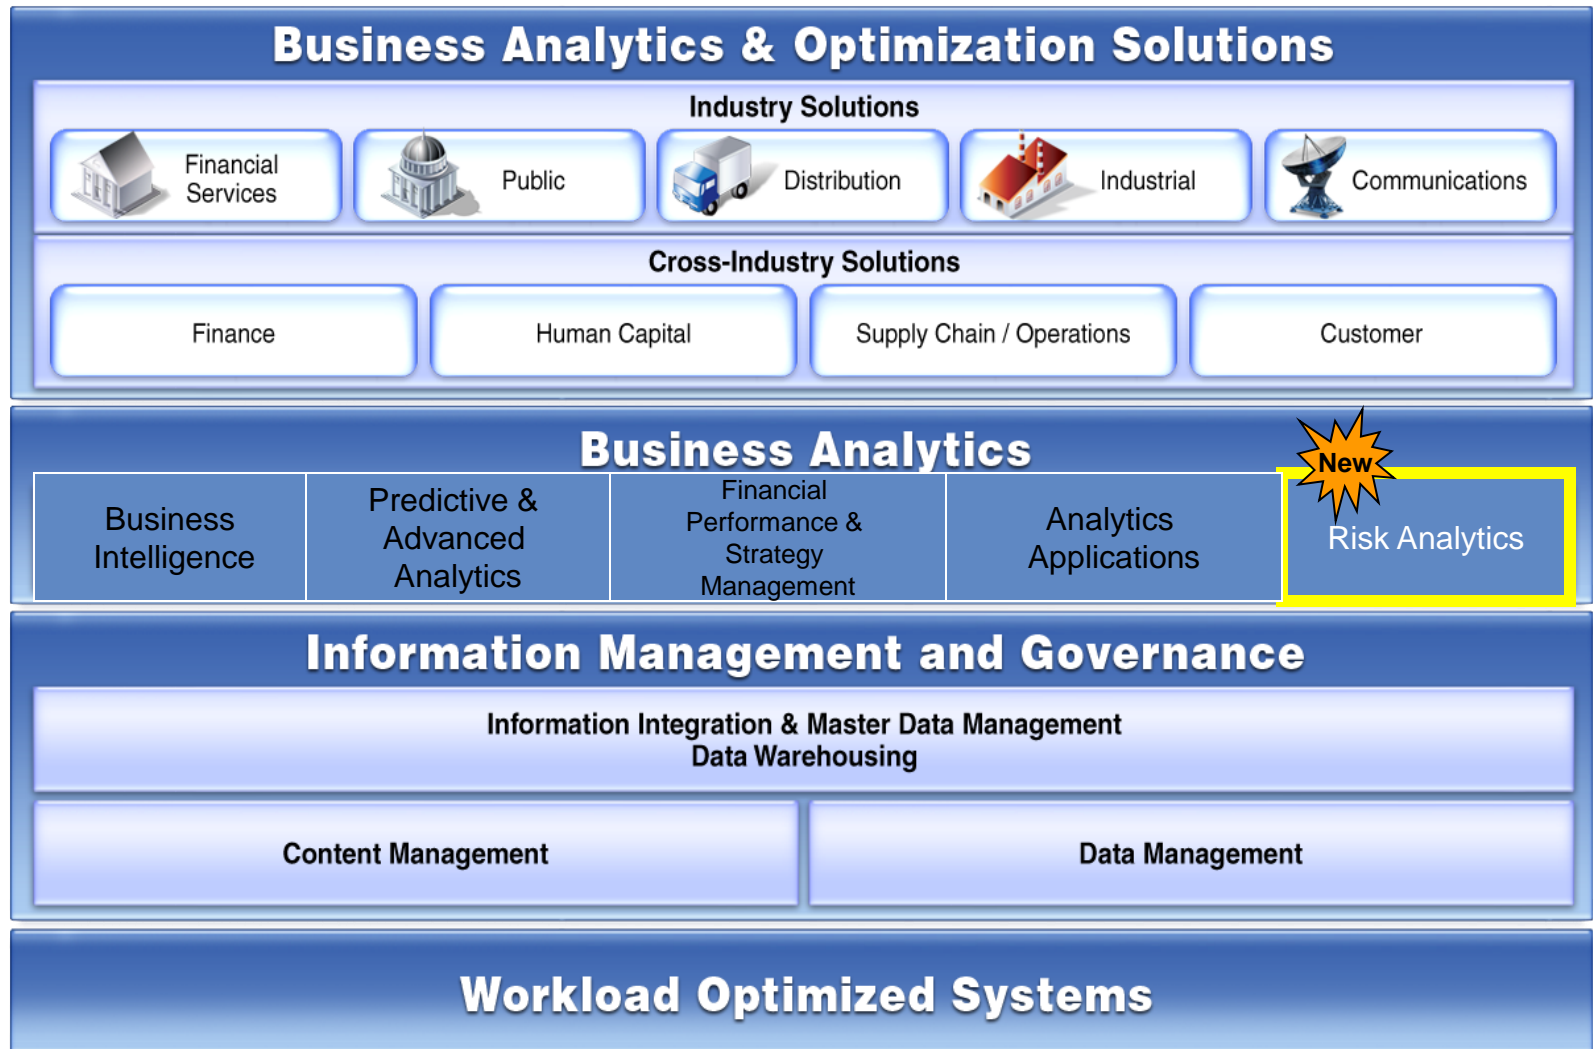 Business Analytics & Optimization Solutions
Industry Solutions
Financial
Services
Public
Distribution
Industrial
Communications
Cross-Industry Solutions
Finance
Human Capital
Supply Chain / Operations
Customer
Business Analytics
New
Business
Intelligence
Predictive &
Advanced
Analytics
Financial
Performance &
Strategy
Management
Analytics
Applications
Risk Analytics
Information Management and Governance
Information Integration & Master Data Management
Data Warehousing
Content Management
Data Management
Workload Optimized Systems